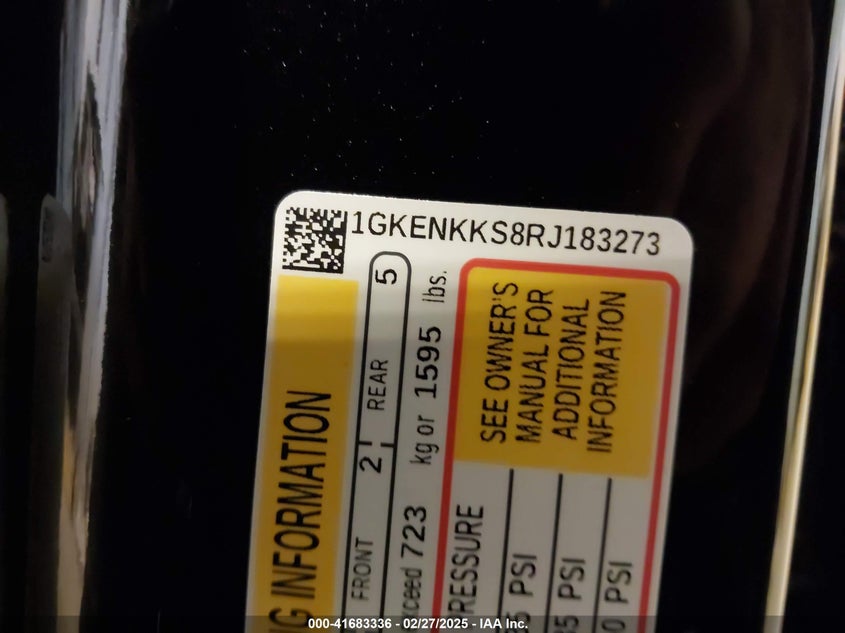 1GKENKKS8RJ183273
INFORMATION
FRONT 2 REAR 5
exceed 723 kg or 1595 lbs.
SEE OWNER'S
MANUAL FOR
ADDITIONAL
INFORMATION
PSI
PSI
PSI
000-41683336 - 02/27/2025 - IAA Inc.